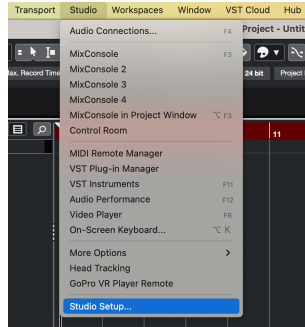 Transport Studio Workspaces Window VST Cloud Hub
Audio Connections... F4
Project - Untit
MixConsole F3
MixConsole 2
MixConsole 3
MixConsole 4
MixConsole in Project Window ⌥ F3
Control Room
MIDI Remote Manager
VST Plug-in Manager
VST Instruments F11
Audio Performance F12
Video Player F8
On-Screen Keyboard... ⌥ K
More Options
Head Tracking
GoPro VR Player Remote
Studio Setup...
Max. Record Time
24 bit Project
11